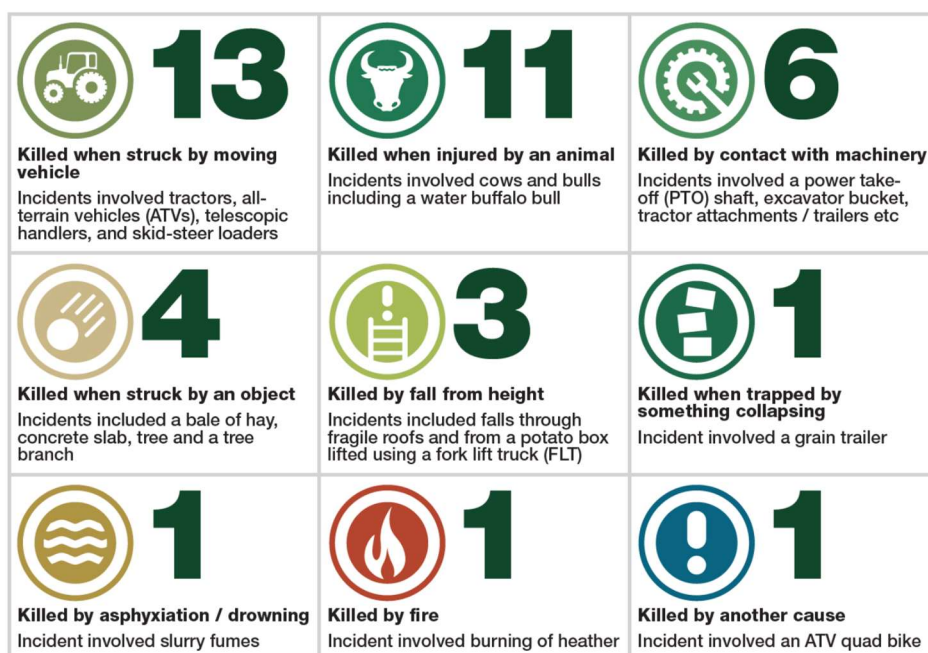 13
Killed when struck by moving
vehicle
Incidents involved tractors, all-
terrain vehicles (ATVs), telescopic
handlers, and skid-steer loaders
11
Killed when injured by an animal
Incidents involved cows and bulls
including a water buffalo bull
6
Killed by contact with machinery
Incidents involved a power take-
off (PTO) shaft, excavator bucket,
tractor attachments / trailers etc
4
Killed when struck by an object
Incidents included a bale of hay,
concrete slab, tree and a tree
branch
3
Killed by fall from height
Incidents included falls through
fragile roofs and from a potato box
lifted using a fork lift truck (FLT)
1
Killed when trapped by
something collapsing
Incident involved a grain trailer
1
Killed by asphyxiation / drowning
Incident involved slurry fumes
1
Killed by fire
Incident involved burning of heather
1
Killed by another cause
Incident involved an ATV quad bike